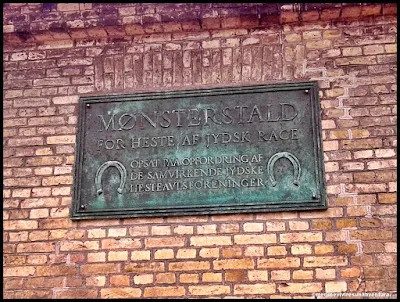 MØNSTERSTALD
FOR HESTE AF JYDSK RACE
OPSAT PAA OPFORDRING AF
DE SAMVIRKENDE JYDSKE
HESTEAVLSFORENINGER